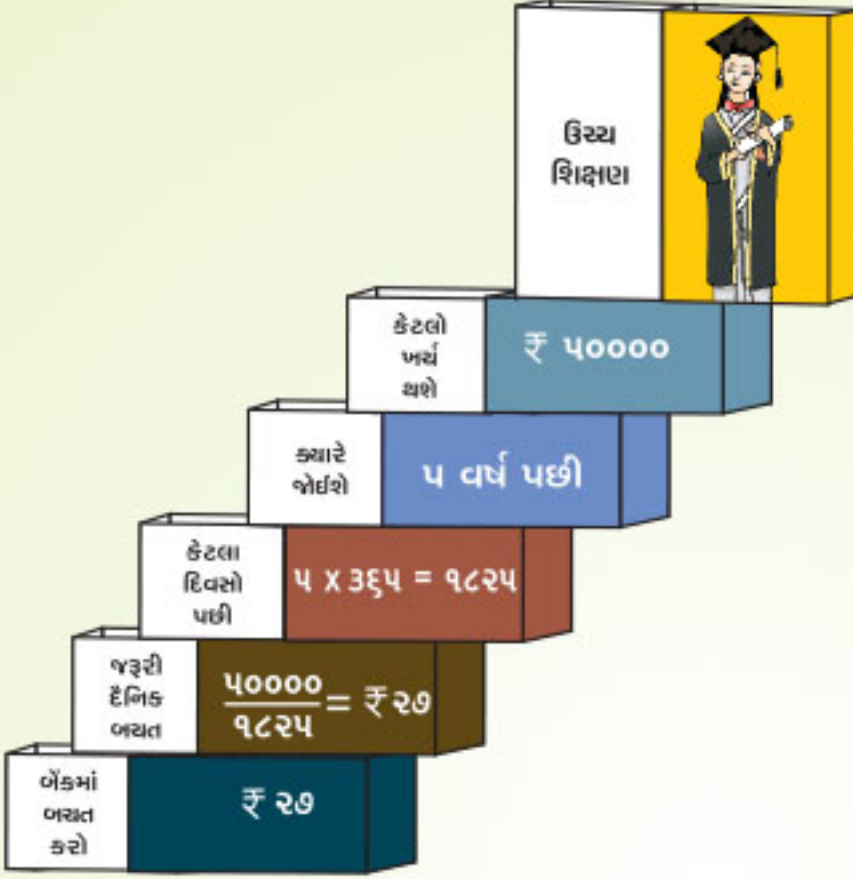 ઉચ્ચ
શિક્ષણ
કેટલો
ખર્ચ
થશે
₹ ૫૦૦૦૦
ક્યારે
જોઈશે
૫ વર્ષ પછી
કેટલા
દિવસો
પછી
૫ X ૩૬૫ = ૧૮૨૫
જરૂરી
દૈનિક
બચત
૫૦૦૦૦
૧૮૨૫
= ₹ ૨૭
બેંકમાં
બચત
કરો
₹ ૨૭